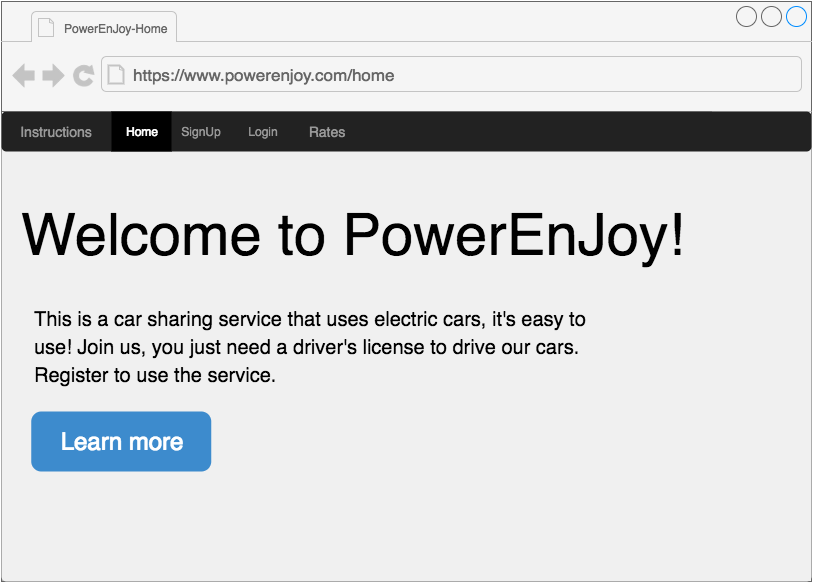 PowerEnJoy-Home
https://www.powerenjoy.com/home
Instructions Home SignUp Login Rates
Welcome to PowerEnJoy!
This is a car sharing service that uses electric cars, it's easy to
use! Join us, you just need a driver's license to drive our cars.
Register to use the service.
Learn more